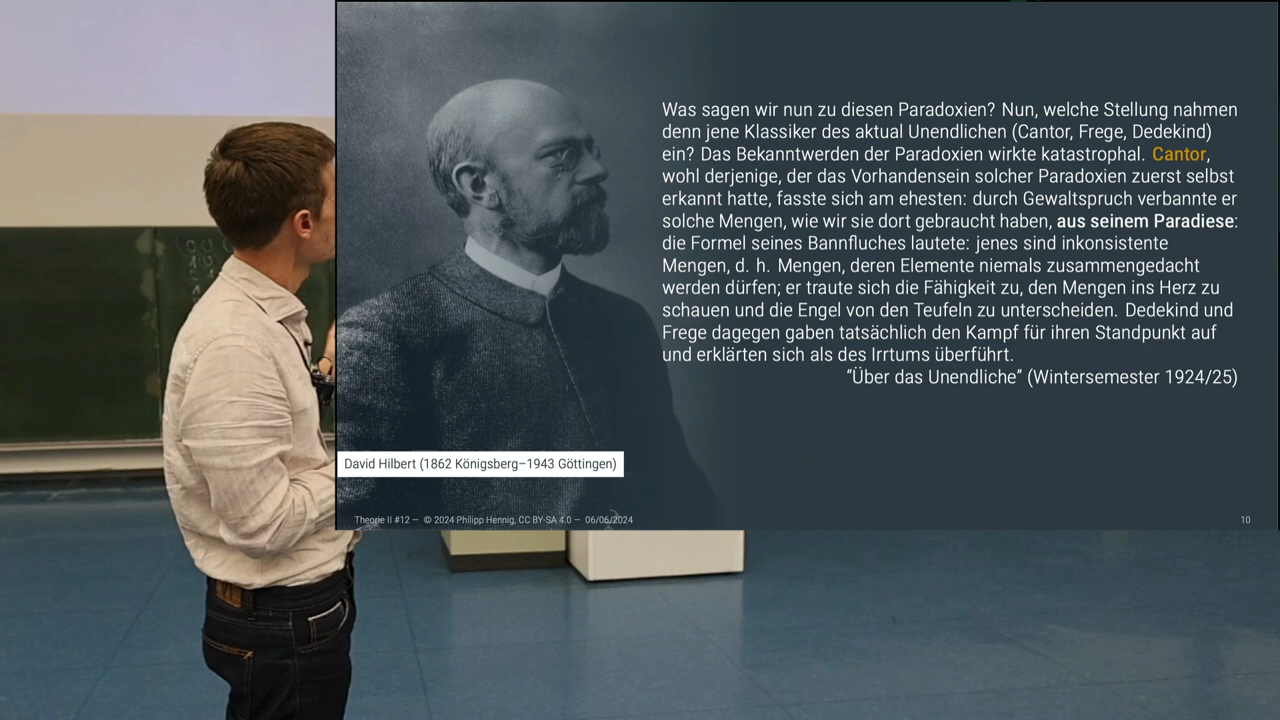 Was sagen wir nun zu diesen Paradoxien? Nun, welche Stellung nahmen
denn jene Klassiker des aktual Unendlichen (Cantor, Frege, Dedekind)
ein? Das Bekanntwerden der Paradoxien wirkte katastrophal. Cantor,
wohl derjenige, der das Vorhandensein solcher Paradoxien zuerst selbst
erkannt hatte, fasste sich am ehesten: durch Gewaltspruch verbannte er
solche Mengen, wie wir sie dort gebraucht haben, aus seinem Paradiese:
die Formel seines Bannfluches lautete: jenes sind inkonsistente
Mengen, d. h. Mengen, deren Elemente niemals zusammengedacht
werden dürfen; er traute sich die Fähigkeit zu, den Mengen ins Herz zu
schauen und die Engel von den Teufeln zu unterscheiden. Dedekind und
Frege dagegen gaben tatsächlich den Kampf für ihren Standpunkt auf
und erklärten sich als des Irrtums überführt.
“Über das Unendliche” (Wintersemester 1924/25)
David Hilbert (1862 Königsberg–1943 Göttingen)
Theorie II #12 — © 2024 Philipp Hennig, CC BY-SA 4.0 — 06/06/2024
10